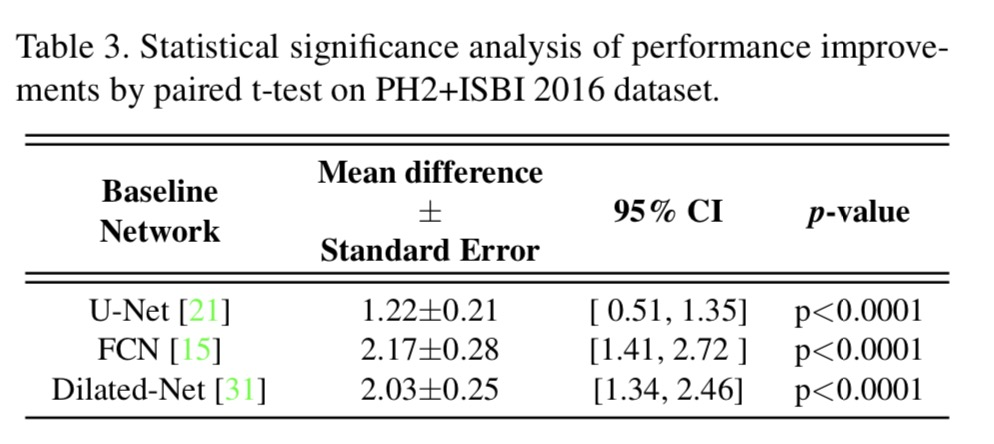 Table 3. Statistical significance analysis of performance improve-
ments by paired t-test on PH2+ISBI 2016 dataset.
Baseline Network Mean difference ± Standard Error 95% CI p-value
U-Net [21] 1.22±0.21 [ 0.51, 1.35] p<0.0001
FCN [15] 2.17±0.28 [1.41, 2.72 ] p<0.0001
Dilated-Net [31] 2.03±0.25 [1.34, 2.46] p<0.0001